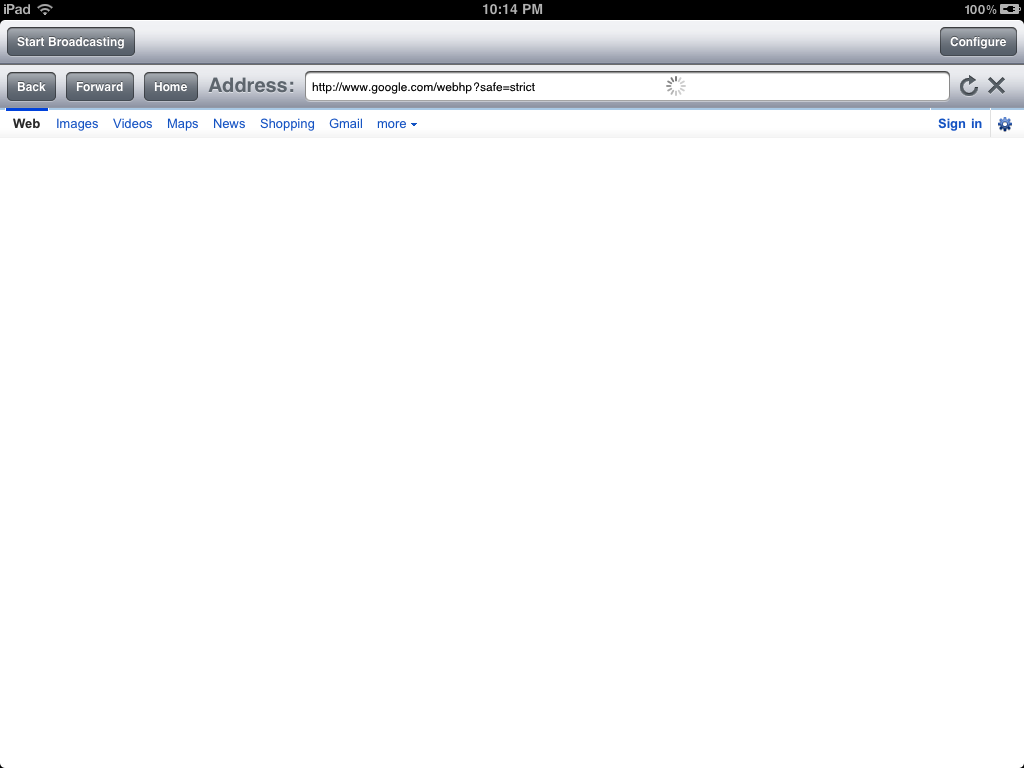 iPad 10:14 PM 100%
Start Broadcasting Configure
Back Forward Home Address: http://www.google.com/webhp?safe=strict
Web Images Videos Maps News Shopping Gmail more Sign in